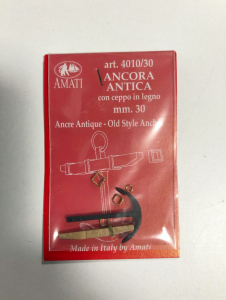 art. 4010/30
AMATI
ANCORA
ANTICA
con ceppo in legno
mm. 30
Ancre Antique - Old Style Anchor
Made in Italy by Amati